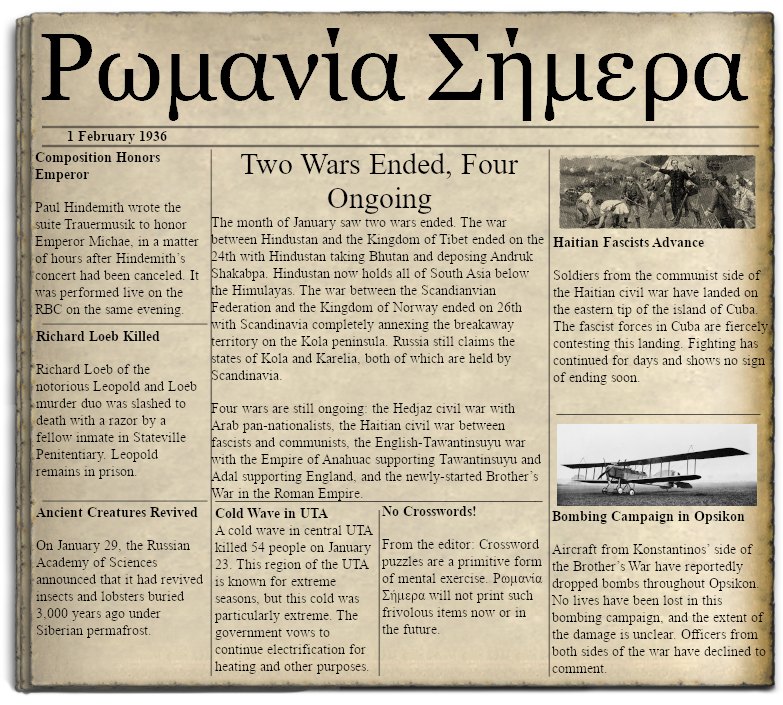 Ρωμανία Σήμερα
1 February 1936
Composition Honors
Emperor
Paul Hindemith wrote the
suite Trauermusik to honor
Emperor Michae, in a matter
of hours after Hindemith's
concert had been canceled. It
was performed live on the
RBC on the same evening.
Richard Loeb Killed
Richard Loeb of the
notorious Leopold and Loeb
murder duo was slashed to
death with a razor by a
fellow inmate in Stateville
Penitentiary. Leopold
remains in prison.
Ancient Creatures Revived
On January 29, the Russian
Academy of Sciences
announced that it had revived
insects and lobsters buried
3,000 years ago under
Siberian permafrost.
Two Wars Ended, Four
Ongoing
The month of January saw two wars ended. The war
between Hindustan and the Kingdom of Tibet ended on the
24th with Hindustan taking Bhutan and deposing Andruk
Shakabpa. Hindustan now holds all of South Asia below
the Himulayas. The war between the Scandianvian
Federation and the Kingdom of Norway ended on 26th
with Scandinavia completely annexing the breakaway
territory on the Kola peninsula. Russia still claims the
states of Kola and Karelia, both of which are held by
Scandinavia.
Four wars are still ongoing: the Hedjaz civil war with
Arab pan-nationalists, the Haitian civil war between
fascists and communists, the English-Tawantinsuyu war
with the Empire of Anahuac supporting Tawantinsuyu and
Adal supporting England, and the newly-started Brother's
War in the Roman Empire.
Cold Wave in UTA
A cold wave in central UTA
killed 54 people on January
23. This region of the UTA
is known for extreme
seasons, but this cold was
particularly extreme. The
government vows to
continue electrification for
heating and other purposes.
No Crosswords!
From the editor: Crossword
puzzles are a primitive form
of mental exercise. Ρωμανία
Σήμερα will not print such
frivolous items now or in
the future.
Haitian Fascists Advance
Soldiers from the communist side of
the Haitian civil war have landed on
the eastern tip of the island of Cuba.
The fascist forces in Cuba are fiercely
contesting this landing. Fighting has
continued for days and shows no sign
of ending soon.
Bombing Campaign in Opsikon
Aircraft from Konstantinos' side of
the Brother's War have reportedly
dropped bombs throughout Opsikon.
No lives have been lost in this
bombing campaign, and the extent of
the damage is unclear. Officers from
both sides of the war have declined to
comment.